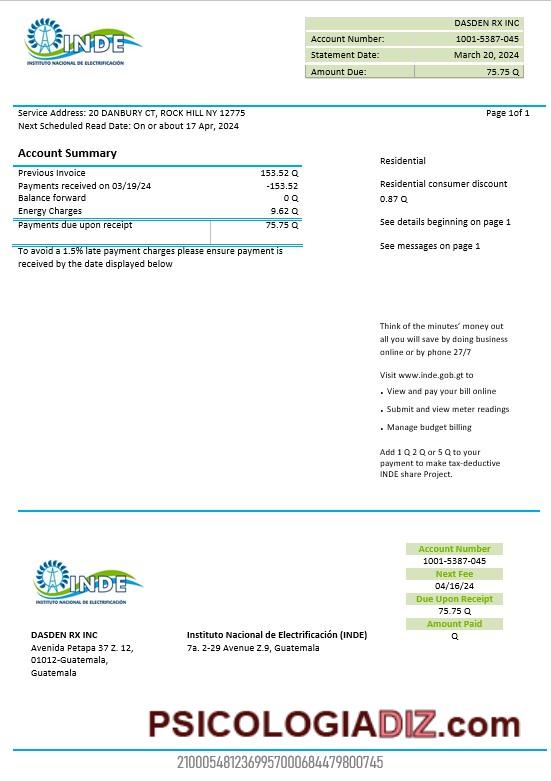 INDE
INSTITUTO NACIONAL DE ELECTRIFICACIÓN
DASDEN RX INC
Account Number: 1001-5387-045
Statement Date: March 20, 2024
Amount Due: 75.75 Q
Service Address: 20 DANBURY CT, ROCK HILL NY 12775
Page 1of 1
Next Scheduled Read Date: On or about 17 Apr, 2024
Account Summary
Previous Invoice 153.52 Q
Payments received on 03/19/24 -153.52
Balance forward 0 Q
Energy Charges 9.62 Q
Payments due upon receipt 75.75 Q
To avoid a 1.5% late payment charges please ensure payment is
received by the date displayed below
Residential
Residential consumer discount
0.87 Q
See details beginning on page 1
See messages on page 1
Think of the minutes' money out
all you will save by doing business
online or by phone 27/7
Visit www.inde.gob.gt to
• View and pay your bill online
• Submit and view meter readings
• Manage budget billing
Add 1 Q 2 Q or 5 Q to your
payment to make tax-deductive
INDE share Project.
INDE
INSTITUTO NACIONAL DE ELECTRIFICACIÓN
Account Number
1001-5387-045
Next Fee
04/16/24
Due Upon Receipt
75.75 Q
Amount Paid
Q
DASDEN RX INC
Avenida Petapa 37 Z. 12,
01012-Guatemala,
Guatemala
Instituto Nacional de Electrificación (INDE)
7a. 2-29 Avenue Z.9, Guatemala
PSICOLOGIADIZ.com
2100054812369957000684479800745